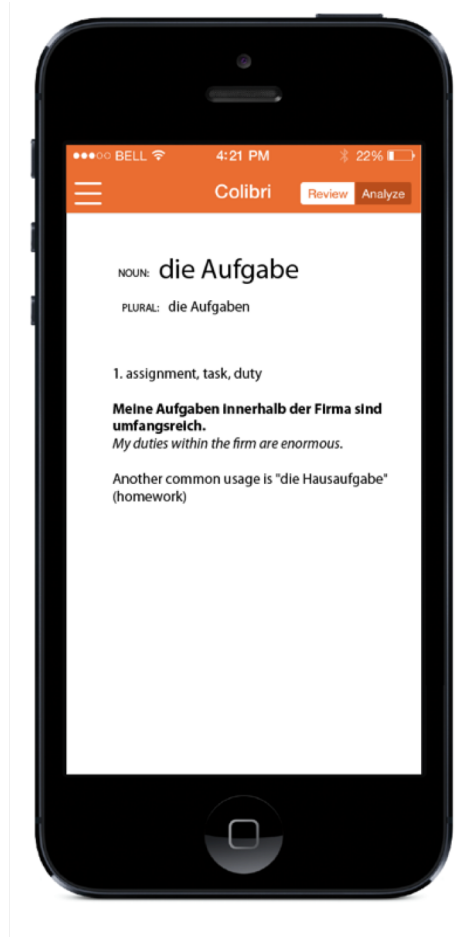 BELL 4:21 PM 22%
Colibri Review Analyze
NOUN: die Aufgabe
PLURAL: die Aufgaben
1. assignment, task, duty
Meine Aufgaben innerhalb der Firma sind
umfangsreich.
My duties within the firm are enormous.
Another common usage is "die Hausaufgabe"
(homework)